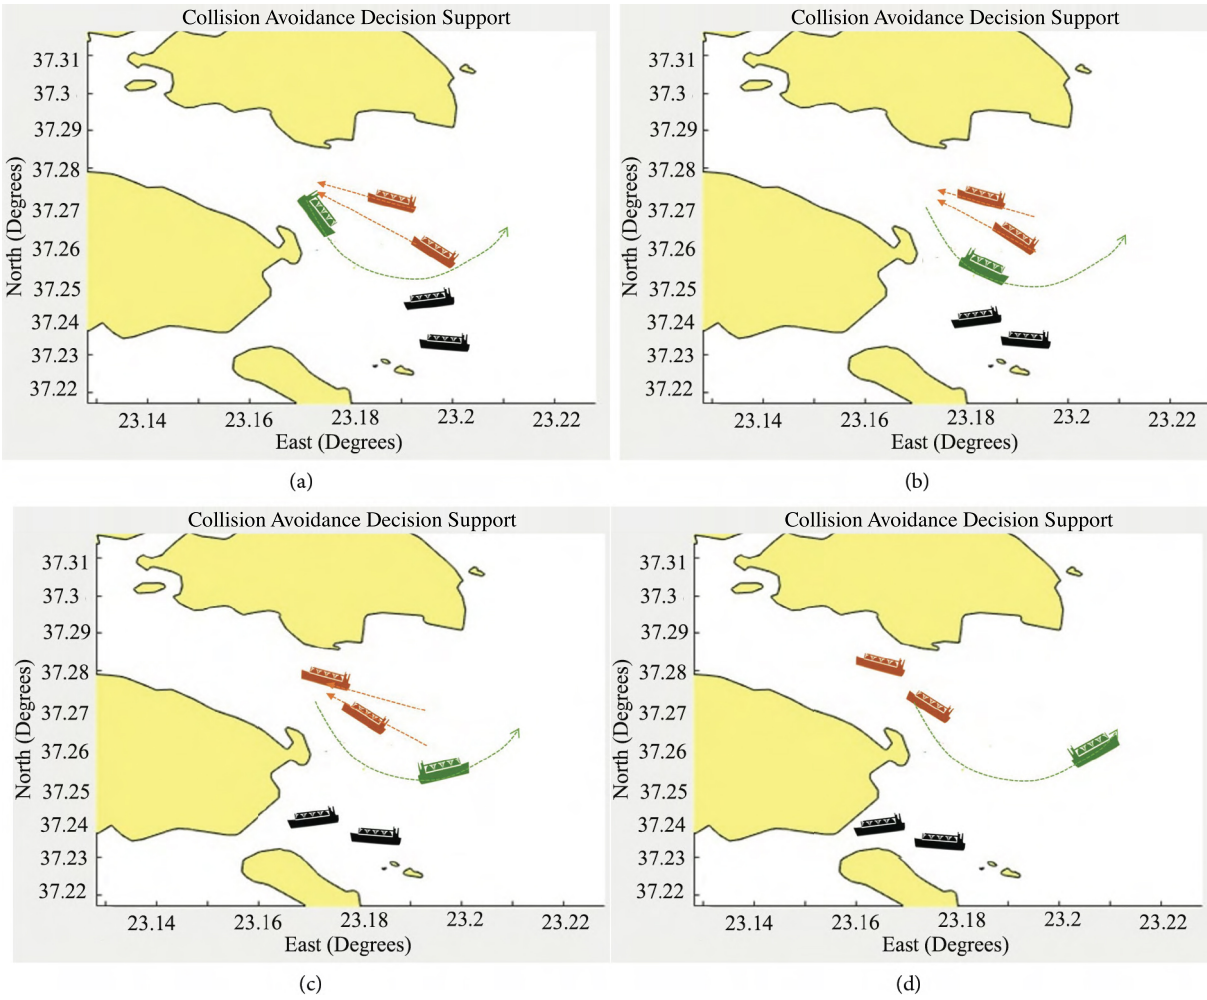 Collision Avoidance Decision Support
37.31
37.3
37.29
37.28
37.27
37.26
37.25
37.24
37.23
37.22
North (Degrees)
23.14 23.16 23.18 23.2 23.22
East (Degrees)
(a)
Collision Avoidance Decision Support
37.31
37.3
37.29
37.28
37.27
37.26
37.25
37.24
37.23
37.22
North (Degrees)
23.14 23.16 23.18 23.2 23.22
East (Degrees)
(b)
Collision Avoidance Decision Support
37.31
37.3
37.29
37.28
37.27
37.26
37.25
37.24
37.23
37.22
North (Degrees)
23.14 23.16 23.18 23.2 23.22
East (Degrees)
(c)
Collision Avoidance Decision Support
37.31
37.3
37.29
37.28
37.27
37.26
37.25
37.24
37.23
37.22
North (Degrees)
23.14 23.16 23.18 23.2 23.22
East (Degrees)
(d)